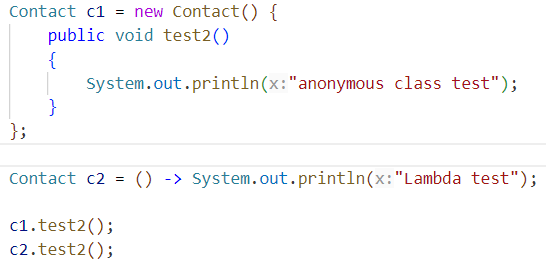 Contact c1 = new Contact() {
public void test2()
{
System.out.println(x:"anonymous class test");
}
};
Contact c2 = () -> System.out.println(x:"Lambda test");
c1.test2();
c2.test2();